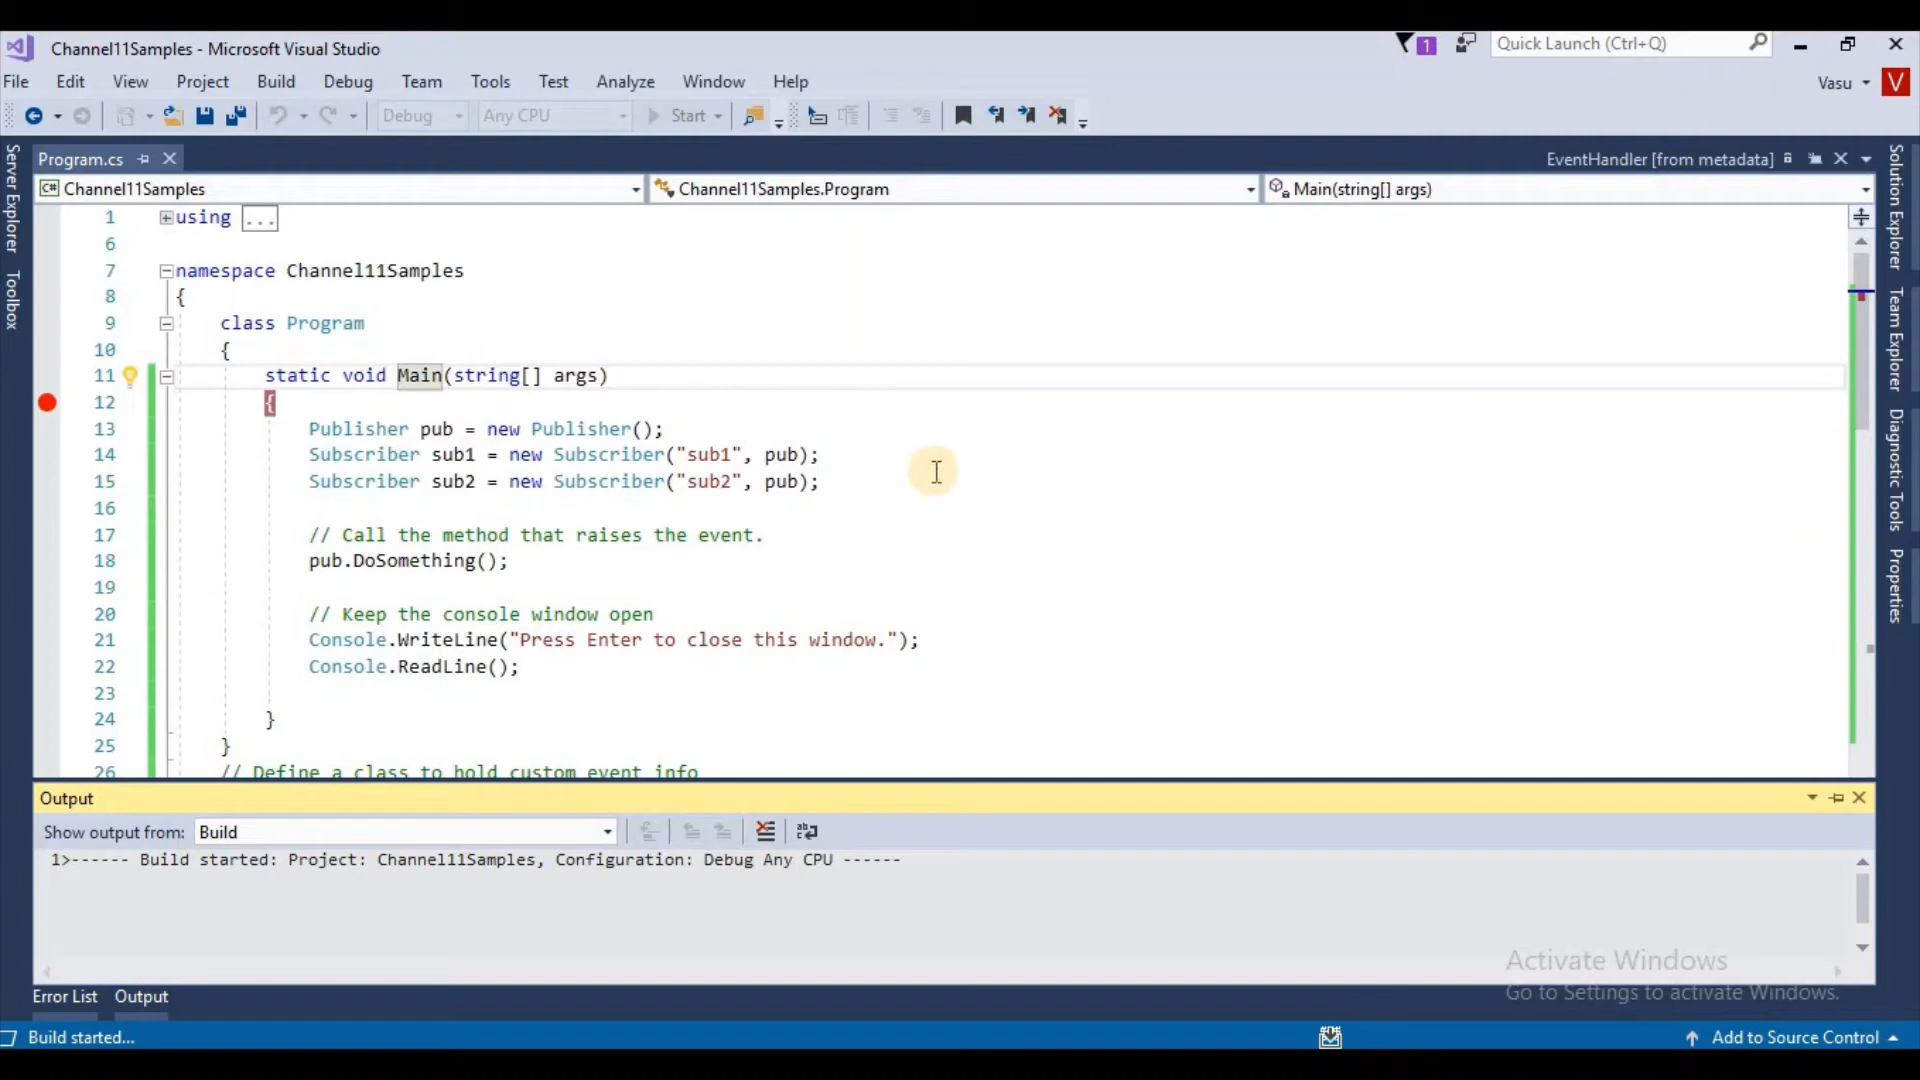 Channel11Samples - Microsoft Visual Studio
1
Quick Launch (Ctrl+Q)
File Edit View Project Build Debug Team Tools Test Analyze Window Help
Vasu V
Debug Any CPU Start
Server Explorer
Toolbox
Program.cs
EventHandler [from metadata]
C# Channel11Samples
Channel11Samples.Program
Main(string[] args)
1 using ...
6
7 namespace Channel11Samples
8 {
9 class Program
10 {
11 static void Main(string[] args)
12 {
13 Publisher pub = new Publisher();
14 Subscriber sub1 = new Subscriber("sub1", pub);
15 Subscriber sub2 = new Subscriber("sub2", pub);
16
17 // Call the method that raises the event.
18 pub.DoSomething();
19
20 // Keep the console window open
21 Console.WriteLine("Press Enter to close this window.");
22 Console.ReadLine();
23
24 }
25 }
26 // Define a class to hold custom event info
Solution Explorer
Team Explorer
Diagnostic Tools
Properties
Output
Show output from: Build
1>------ Build started: Project: Channel11Samples, Configuration: Debug Any CPU ------
Activate Windows
Go to Settings to activate Windows.
Error List Output
Build started...
Add to Source Control